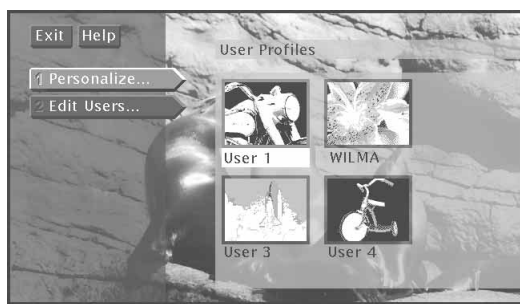 Exit Help
User Profiles
1 Personalize...
2 Edit Users...
User 1 WILMA
User 3 User 4